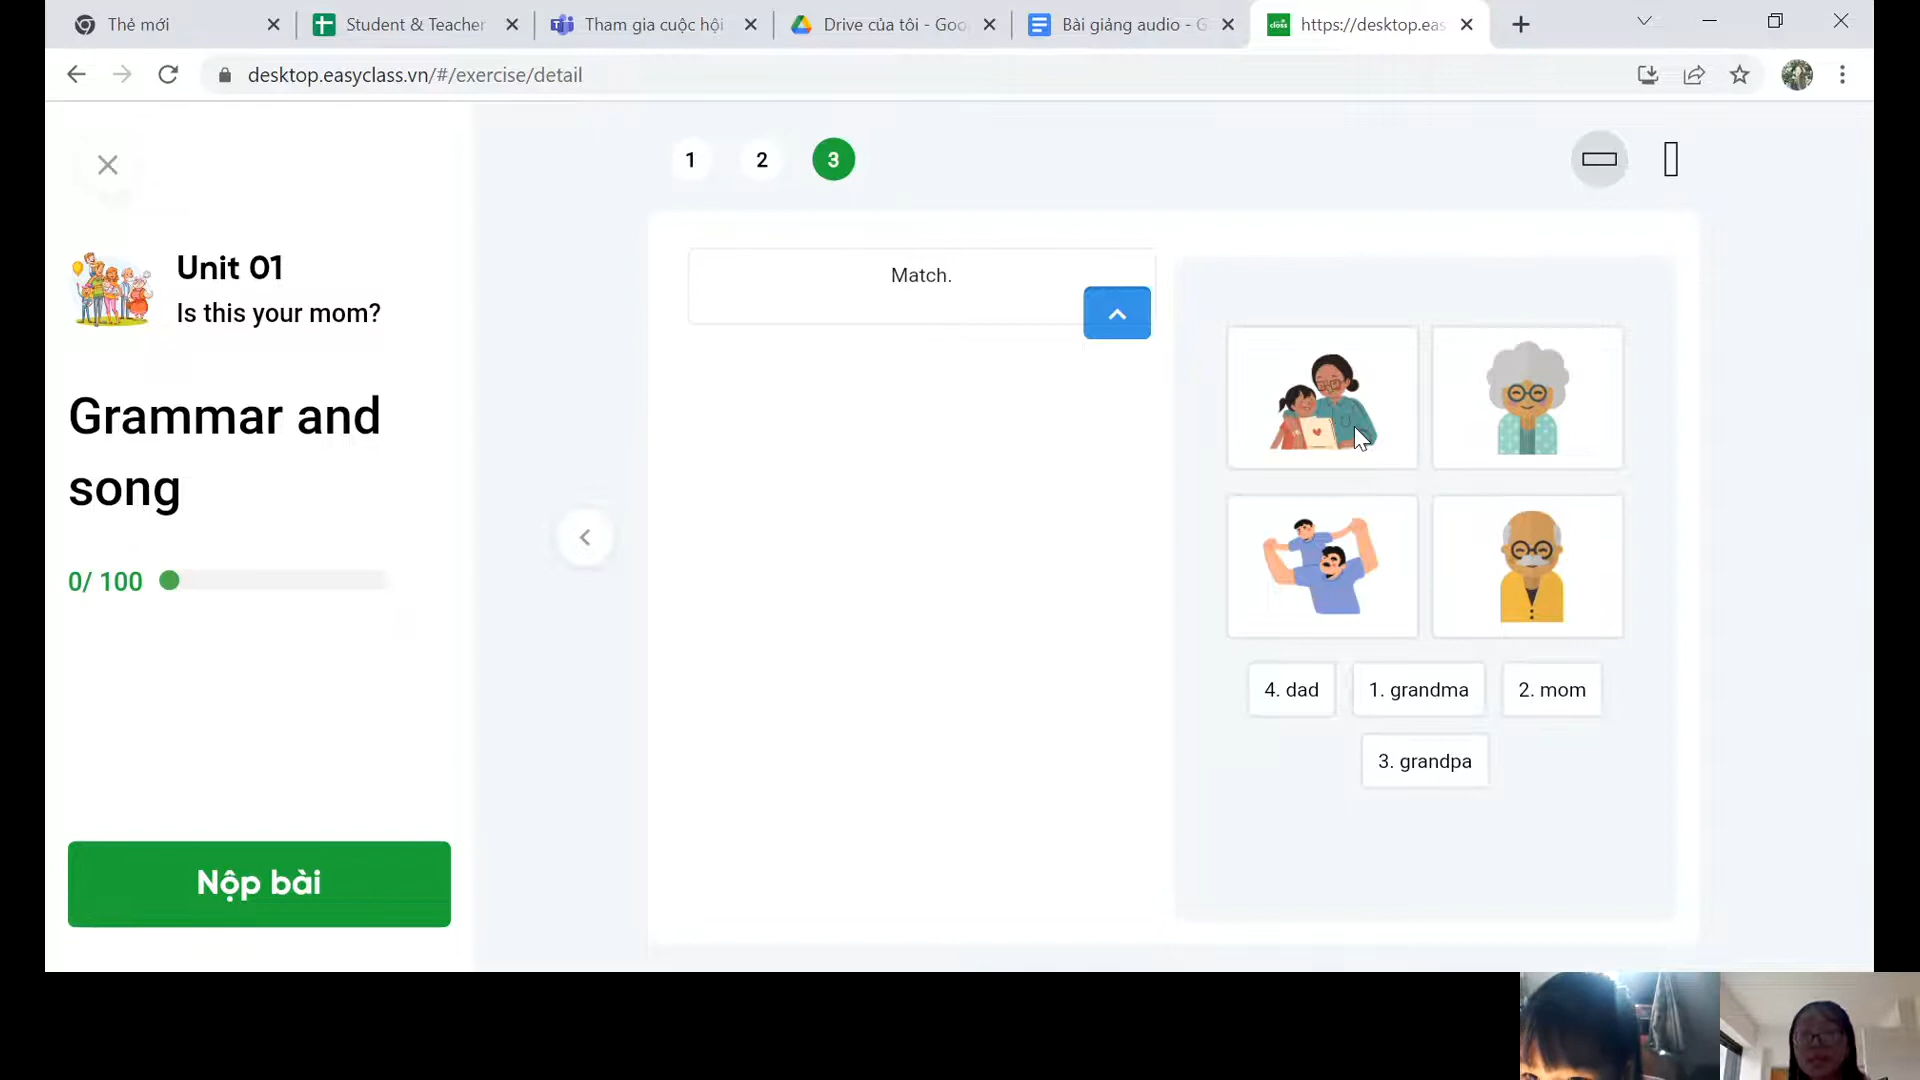 Thẻ mới
Student & Teacher
Tham gia cuộc hội
Drive của tôi - Goo
Bài giảng audio - G
class
https://desktop.eas
desktop.easyclass.vn/#/exercise/detail
1 2 3
Unit 01
Is this your mom?
Match.
Grammar and
song
0/ 100
4. dad
1. grandma
2. mom
3. grandpa
Nộp bài